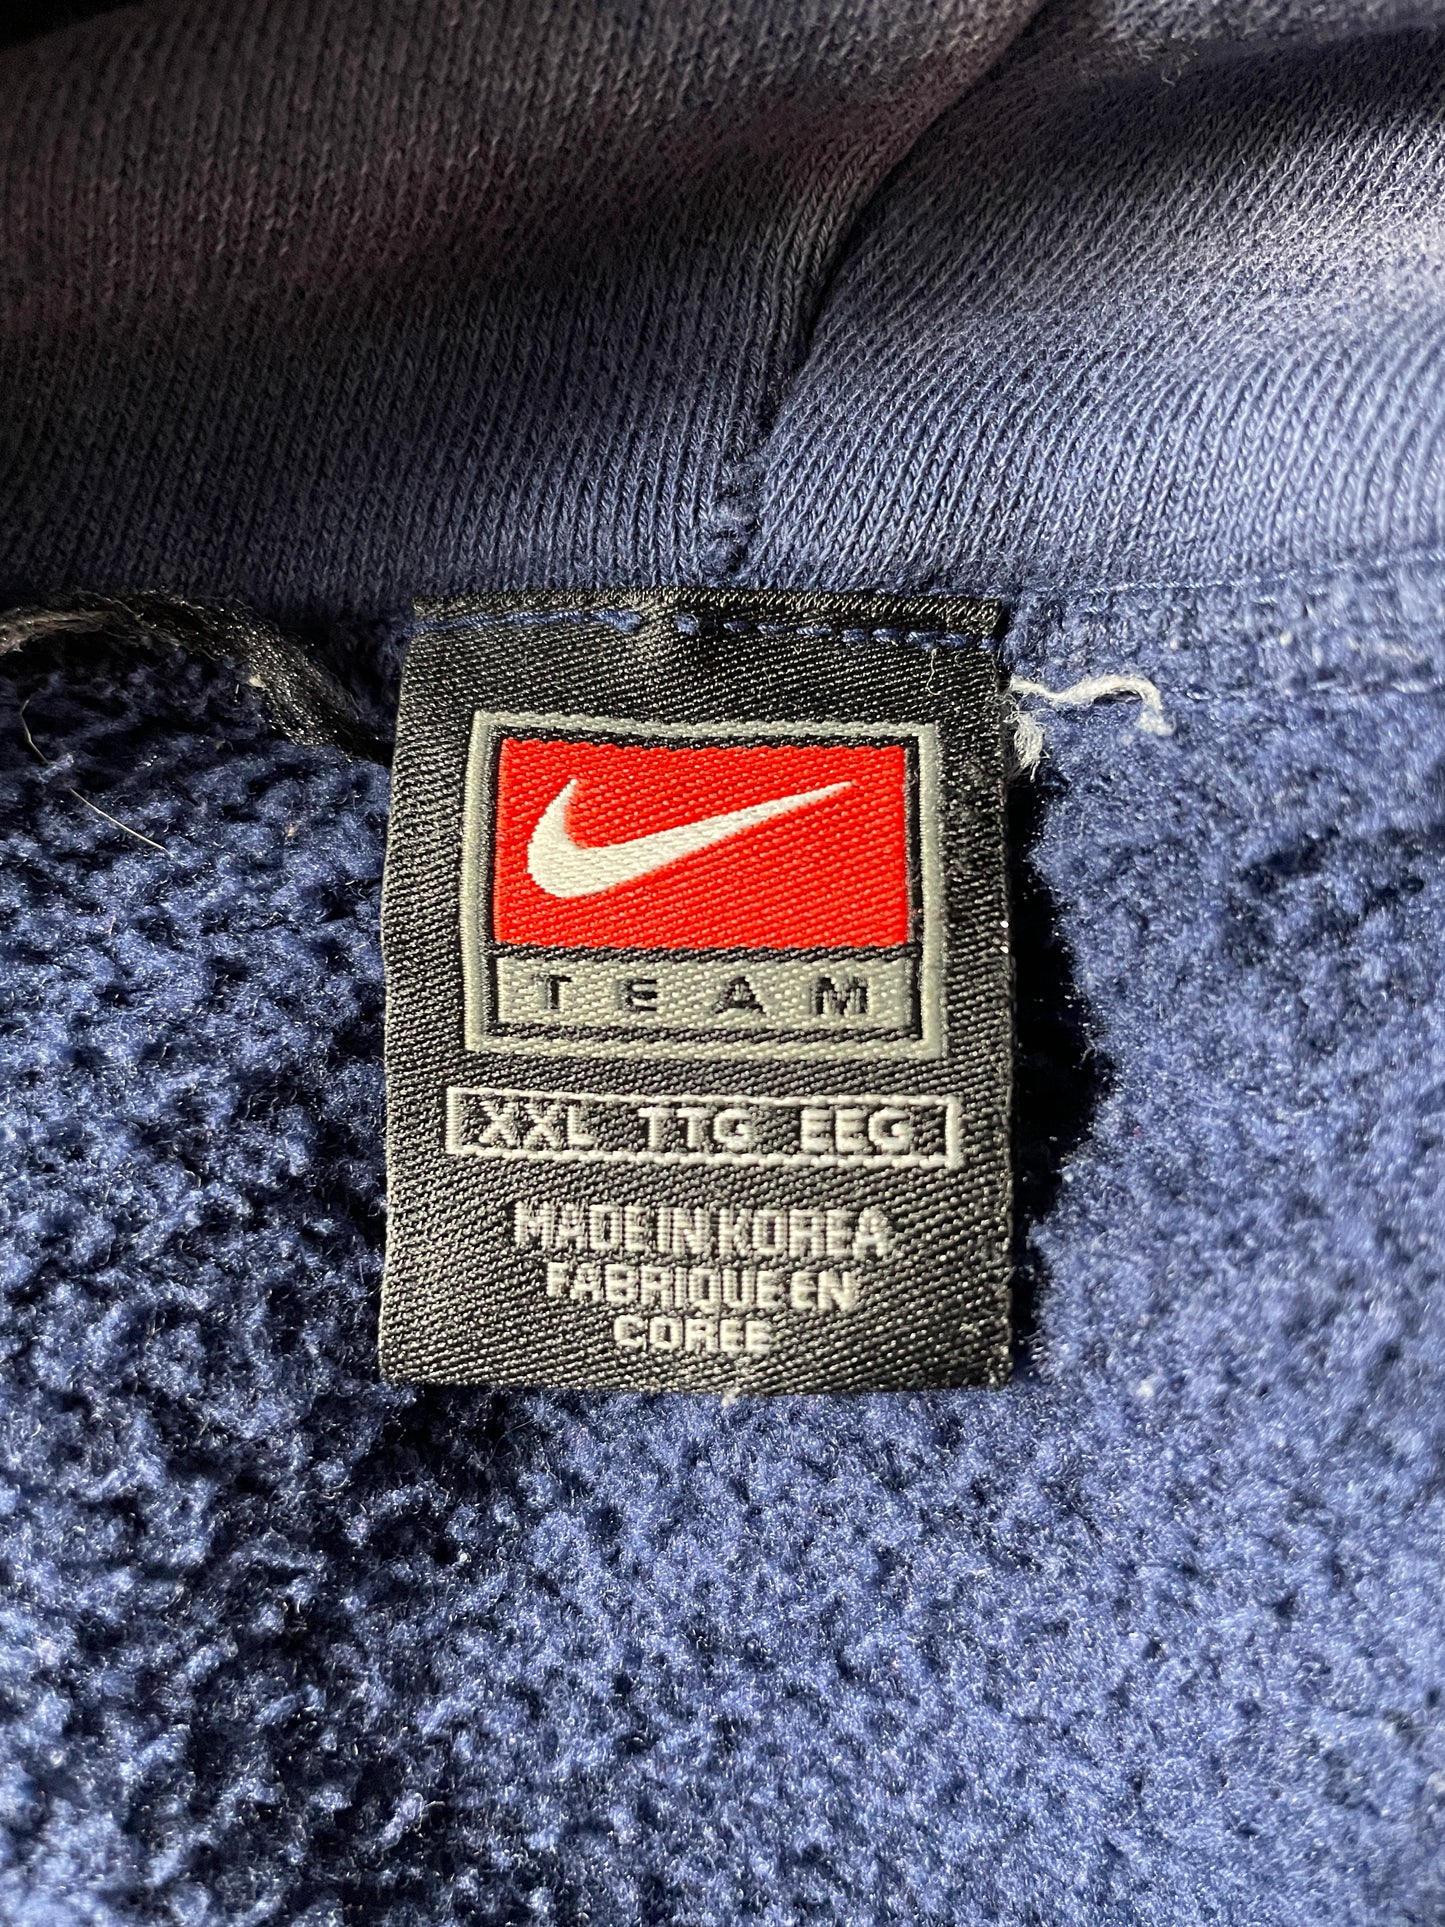 TEAM
XXL TTG EEG
MADE IN KOREA
FABRIQUE EN
COREE